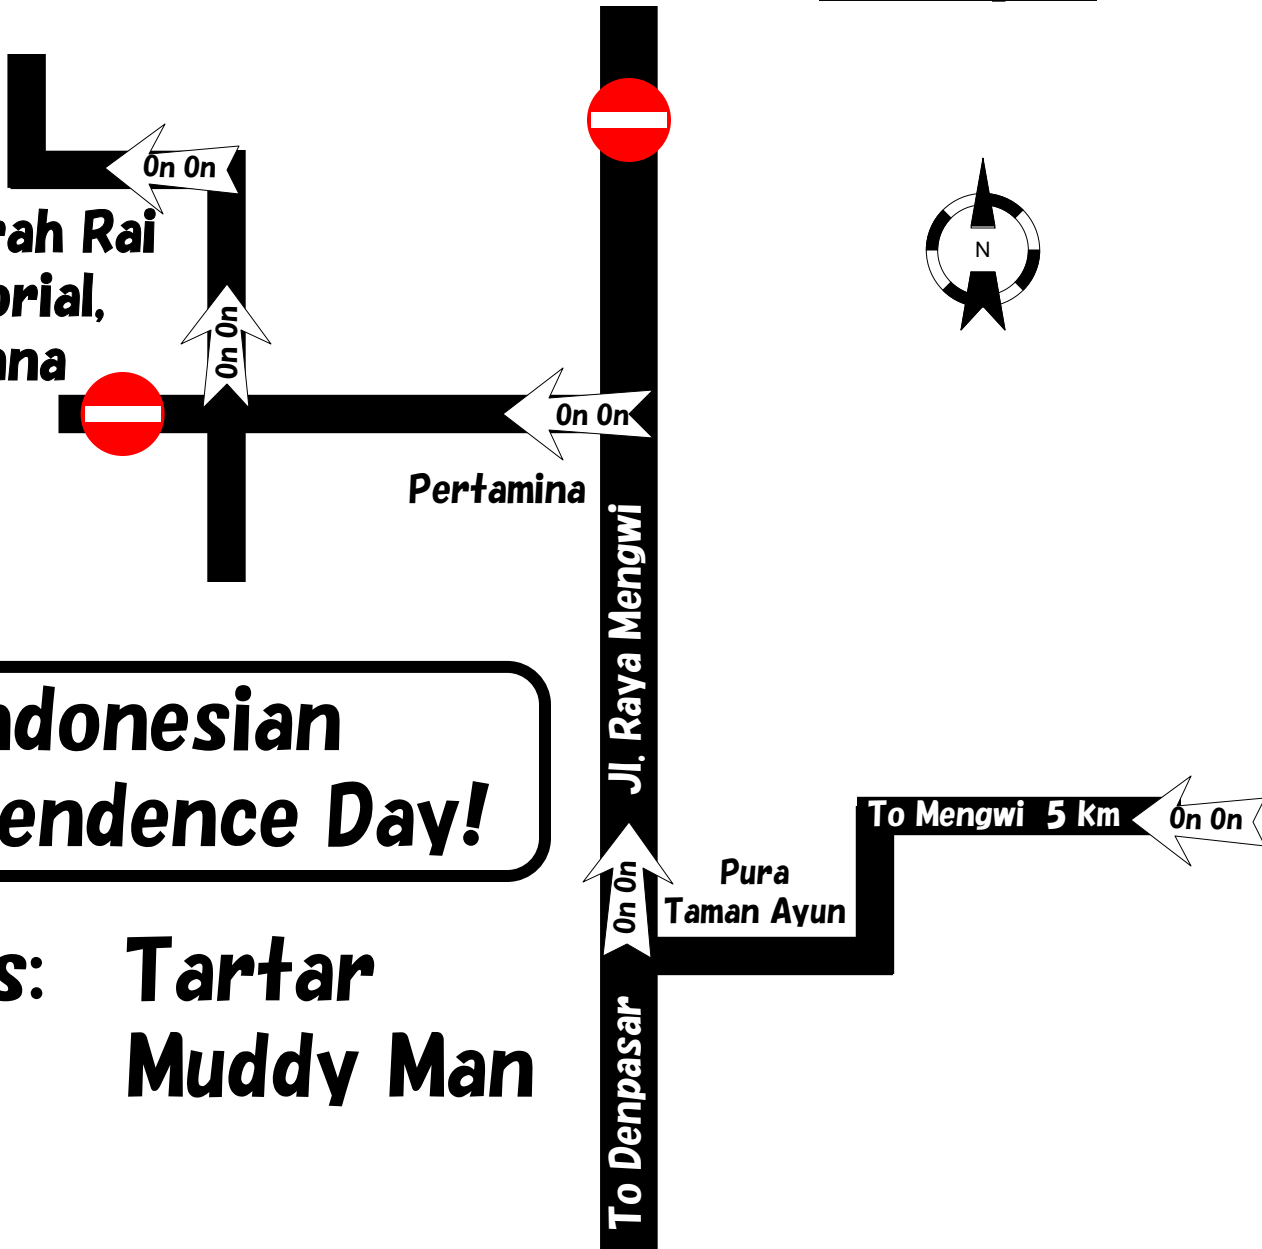 On On
rah Rai
orial,
na
On On
N
On On
Pertamina
Jl. Raya Mengwi
ndonesian
endence Day!
To Mengwi 5 km
On On
Pura
Taman Ayun
On On
s: Tartar
Muddy Man
To Denpasar